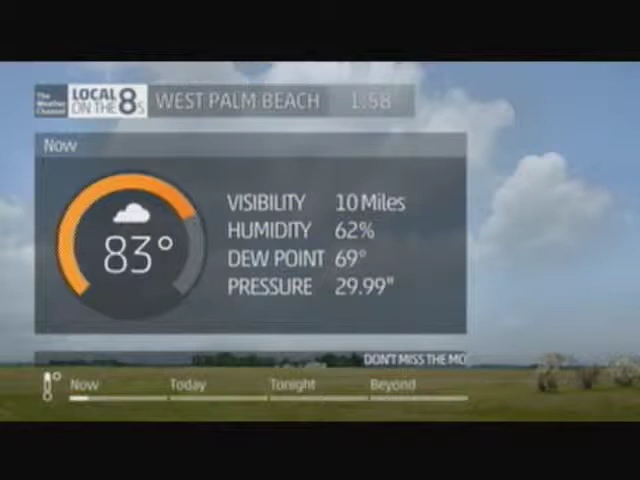 The
Weather
Channel
LOCAL
ON THE 8s
WEST PALM BEACH 1:58
Now
83°
VISIBILITY 10 Miles
HUMIDITY 62%
DEW POINT 69°
PRESSURE 29.99"
DON'T MISS THE MO
Now Today Tonight Beyond